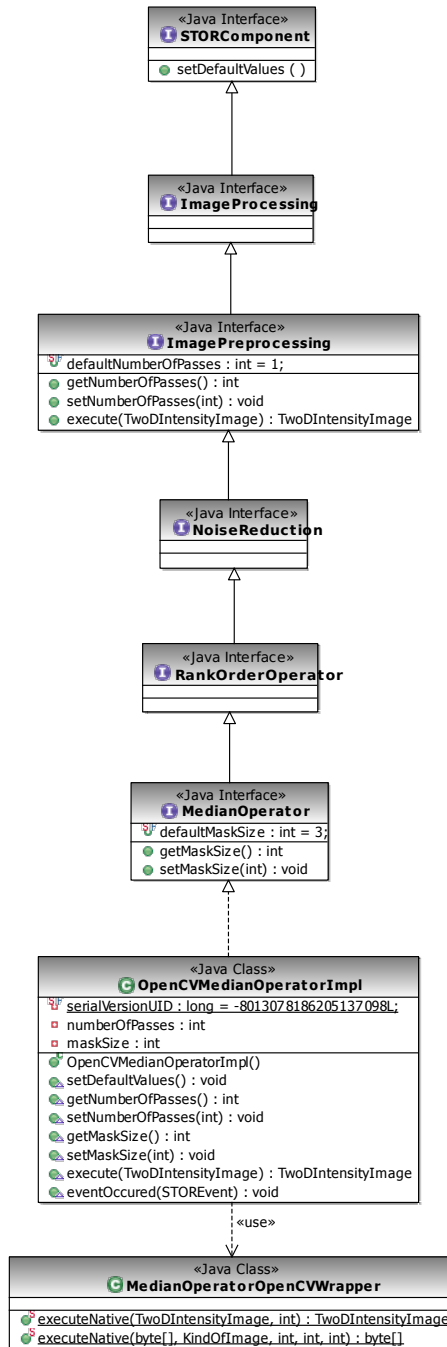 «Java Interface»
STORComponent
setDefaultValues ( )
«Java Interface»
ImageProcessing
«Java Interface»
ImagePreprocessing
defaultNumberOfPasses : int = 1;
getNumberOfPasses() : int
setNumberOfPasses(int) : void
execute(TwoDIntensityImage) : TwoDIntensityImage
«Java Interface»
NoiseReduction
«Java Interface»
RankOrderOperator
«Java Interface»
MedianOperator
defaultMaskSize : int = 3;
getMaskSize() : int
setMaskSize(int) : void
«Java Class»
OpenCVMedianOperatorImpl
serialVersionUID : long = -8013078186205137098L;
numberOfPasses : int
maskSize : int
OpenCVMedianOperatorImpl()
setDefaultValues() : void
getNumberOfPasses() : int
setNumberOfPasses(int) : void
getMaskSize() : int
setMaskSize(int) : void
execute(TwoDIntensityImage) : TwoDIntensityImage
eventOccured(STOREvent) : void
«use»
«Java Class»
MedianOperatorOpenCVWrapper
executeNative(TwoDIntensityImage, int) : TwoDIntensityImage
executeNative(byte[], KindOfImage, int, int, int) : byte[]